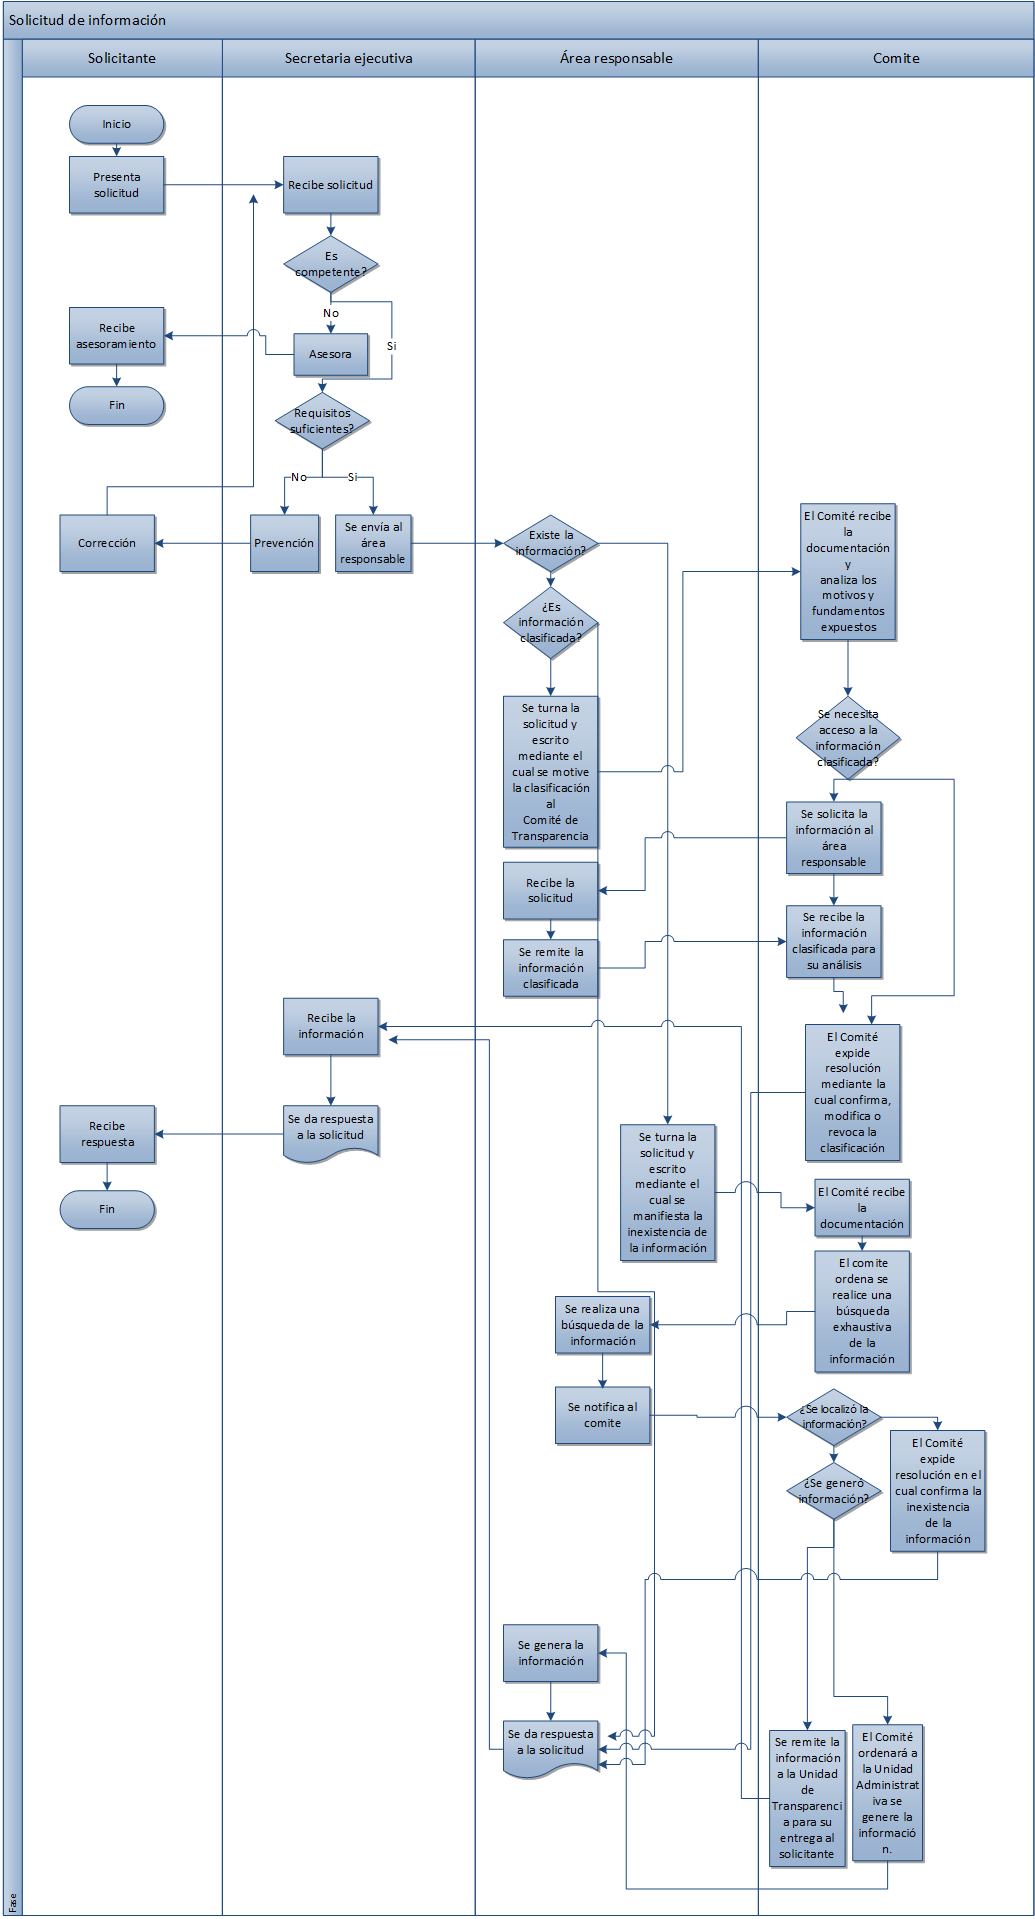 Solicitud de información
Solicitante
Secretaria ejecutiva
Área responsable
Comite
Inicio
Presenta
solicitud
Recibe solicitud
Es
competente?
No
Si
Recibe
asesoramiento
Asesora
Fin
Requisitos
suficientes?
No
Si
Corrección
Prevención
Se envía al
área
responsable
Existe la
información?
El Comité recibe
la
documentación
y
analiza los
motivos y
fundamentos
expuestos
¿Es
información
clasificada?
Se turna la
solicitud y
escrito
mediante el
cual se motive
la clasificación
al
Comité de
Transparencia
Se necesita
acceso a la
información
clasificada?
Se solicita la
información al
área
responsable
Recibe la
solicitud
Se recibe la
información
clasificada para
su análisis
Se remite la
información
clasificada
Recibe la
información
El Comité
expide
resolución
mediante la
cual confirma,
modifica o
revoca la
clasificación
Recibe
respuesta
Se da respuesta
a la solicitud
Se turna la
solicitud y
escrito
mediante el
cual se
manifiesta la
inexistencia de
la información
Fin
El Comité recibe
la
documentación
El comite
ordena se
realice una
búsqueda
exhaustiva
de la
información
Se realiza una
búsqueda de la
información
Se notifica al
comite
¿Se localizó la
información?
El Comité
expide
resolución en el
cual confirma la
inexistencia
de la
información
¿Se generó
información?
Se genera la
información
Se da respuesta
a la solicitud
Se remite la
información
a la Unidad
de
Transparenci
a para su
entrega al
solicitante
El Comité
ordenará a
la Unidad
Administrat
iva se
genere la
informació
n.
Fase